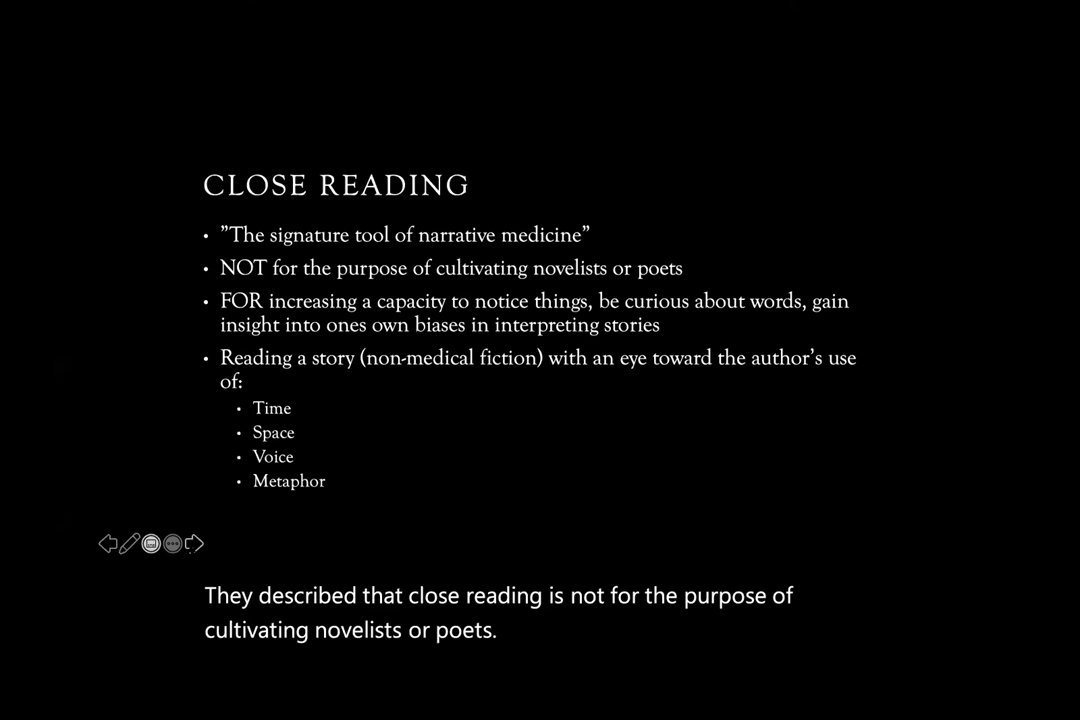 CLOSE READING
• ”The signature tool of narrative medicine”
• NOT for the purpose of cultivating novelists or poets
• FOR increasing a capacity to notice things, be curious about words, gain
insight into ones own biases in interpreting stories
• Reading a story (non-medical fiction) with an eye toward the author’s use
of:
• Time
• Space
• Voice
• Metaphor
They described that close reading is not for the purpose of
cultivating novelists or poets.